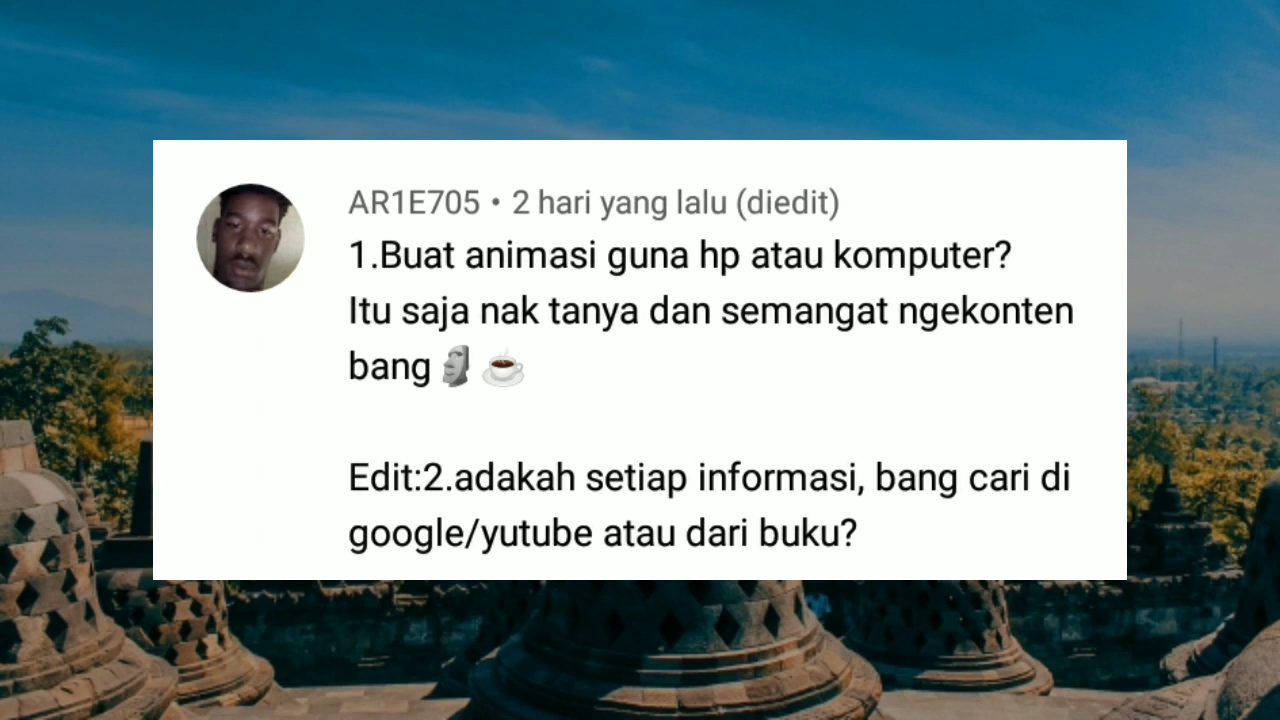 AR1E705 • 2 hari yang lalu (diedit)
1.Buat animasi guna hp atau komputer?
Itu saja nak tanya dan semangat ngekonten
bang🗿☕
Edit:2.adakah setiap informasi, bang cari di
google/yutube atau dari buku?